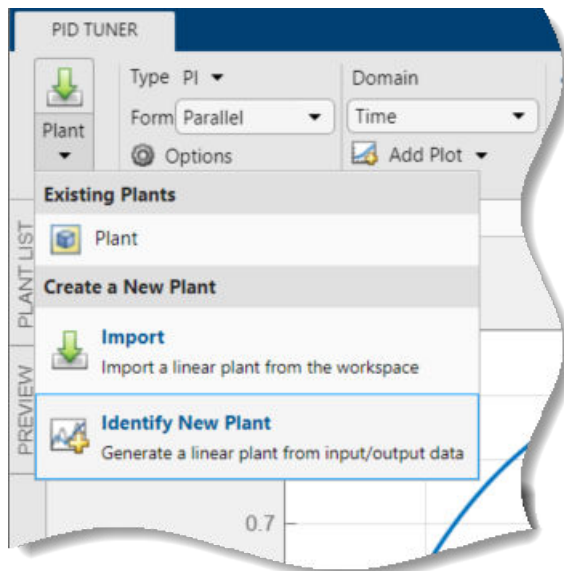 PID TUNER
Plant
Type PI
Form Parallel
Options
Domain
Time
Add Plot
Existing Plants
Plant
Create a New Plant
Import
Import a linear plant from the workspace
Identify New Plant
Generate a linear plant from input/output data
PLANT LIST
PREVIEW
0.7